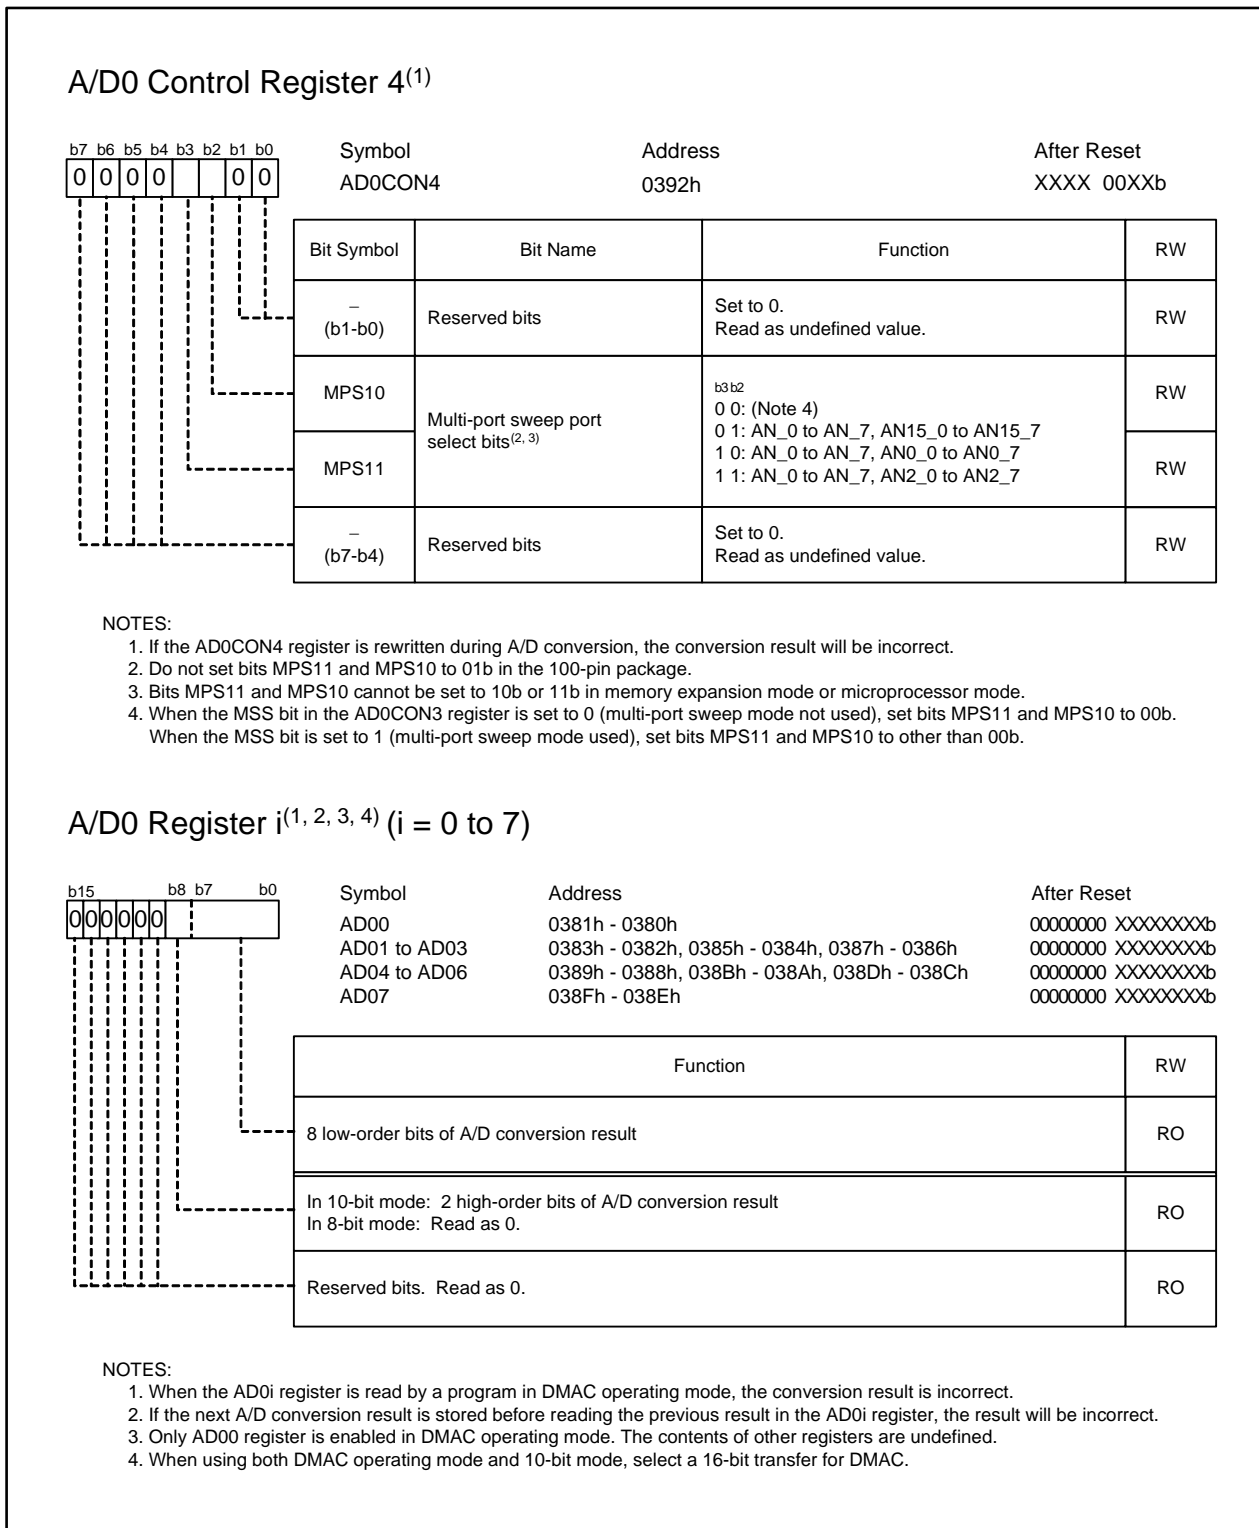 A/D0 Control Register 4(1)
b7 b6 b5 b4 b3 b2 b1 b0
0 0 0 0 0 0
Symbol Address After Reset
AD0CON4 0392h XXXX 00XXb
Bit Symbol Bit Name Function RW
–
(b1-b0)
Reserved bits
Set to 0.
Read as undefined value.
RW
MPS10
MPS11
Multi-port sweep port
select bits(2, 3)
b3 b2
0 0: (Note 4)
0 1: AN_0 to AN_7, AN15_0 to AN15_7
1 0: AN_0 to AN_7, AN0_0 to AN0_7
1 1: AN_0 to AN_7, AN2_0 to AN2_7
RW
RW
–
(b7-b4)
Reserved bits
Set to 0.
Read as undefined value.
RW
NOTES:
1. If the AD0CON4 register is rewritten during A/D conversion, the conversion result will be incorrect.
2. Do not set bits MPS11 and MPS10 to 01b in the 100-pin package.
3. Bits MPS11 and MPS10 cannot be set to 10b or 11b in memory expansion mode or microprocessor mode.
4. When the MSS bit in the AD0CON3 register is set to 0 (multi-port sweep mode not used), set bits MPS11 and MPS10 to 00b.
When the MSS bit is set to 1 (multi-port sweep mode used), set bits MPS11 and MPS10 to other than 00b.
A/D0 Register i(1, 2, 3, 4) (i = 0 to 7)
b15 b8 b7 b0
0 0 0 0 0 0
Symbol Address After Reset
AD00 0381h - 0380h 00000000 XXXXXXXXb
AD01 to AD03 0383h - 0382h, 0385h - 0384h, 0387h - 0386h 00000000 XXXXXXXXb
AD04 to AD06 0389h - 0388h, 038Bh - 038Ah, 038Dh - 038Ch 00000000 XXXXXXXXb
AD07 038Fh - 038Eh 00000000 XXXXXXXXb
Function RW
8 low-order bits of A/D conversion result RO
In 10-bit mode: 2 high-order bits of A/D conversion result
In 8-bit mode: Read as 0.
RO
Reserved bits. Read as 0. RO
NOTES:
1. When the AD0i register is read by a program in DMAC operating mode, the conversion result is incorrect.
2. If the next A/D conversion result is stored before reading the previous result in the AD0i register, the result will be incorrect.
3. Only AD00 register is enabled in DMAC operating mode. The contents of other registers are undefined.
4. When using both DMAC operating mode and 10-bit mode, select a 16-bit transfer for DMAC.